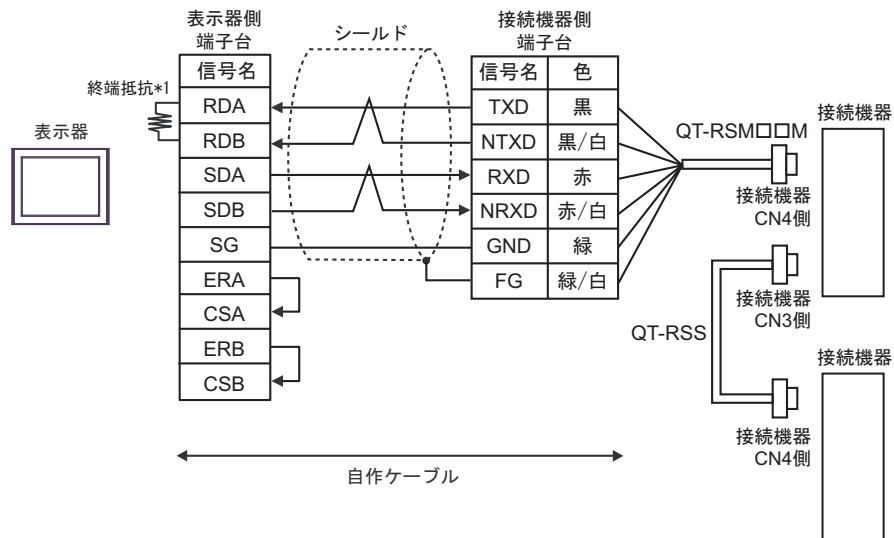 表示器側
端子台
シールド
接続機器側
端子台
信号名
信号名 色
終端抵抗*1
RDA
TXD 黒
QT-RSM□□M
接続機器
表示器
RDB
NTXD 黒/白
SDA
RXD 赤
接続機器
CN4側
SDB
NRXD 赤/白
SG
GND 緑
ERA
FG 緑/白
接続機器
CN3側
CSA
QT-RSS
ERB
接続機器
CSB
接続機器
CN4側
自作ケーブル